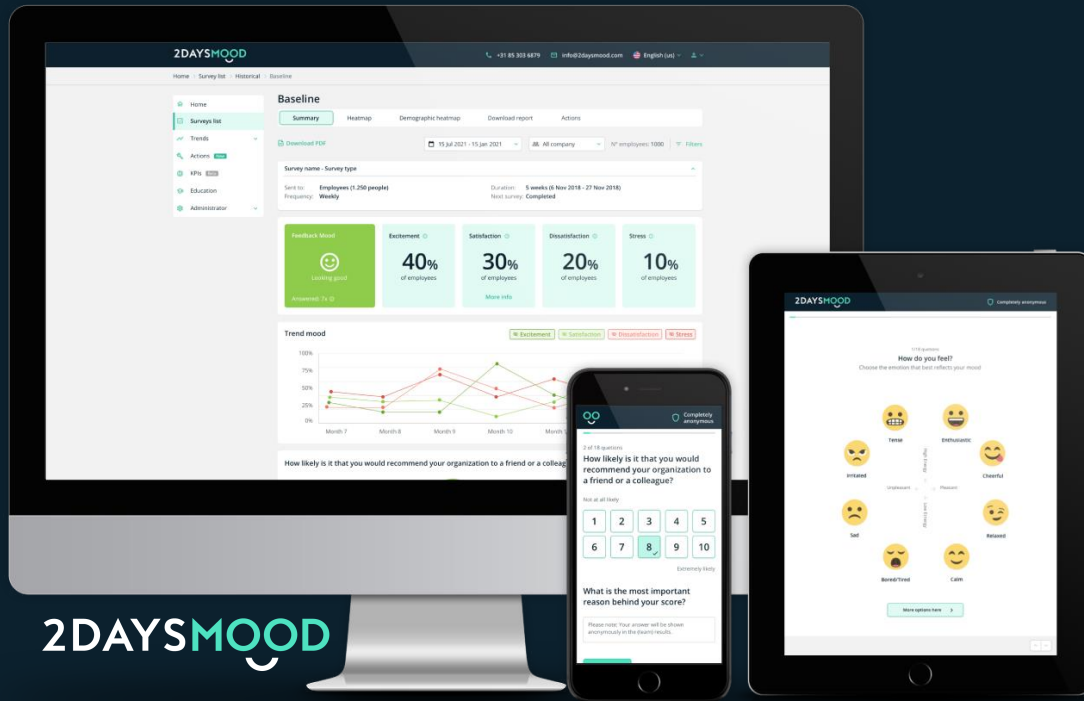 2DAYSMOOD
+31 85 303 6879 info@2daysmood.com English (us)
Home Survey list Historical Baseline
Home
Surveys list
Trends
Actions
KPIs
Education
Administrator
Baseline
Summary Heatmap Demographic heatmap Download report Actions
Download PDF 15 Jul 2021 - 15 Jan 2021 All company N° employees: 1000 Filters
Survey name - Survey type
Sent to: Employees (1.250 people) Duration: 5 weeks (6 Nov 2018 - 27 Nov 2018)
Frequency: Weekly Next survey: Completed
Feedback Mood
Looking good
Answered: 74
Excitement
40%
of employees
Satisfaction
30%
of employees
More info
Dissatisfaction
20%
of employees
Stress
10%
of employees
Trend mood Excitement Satisfaction Dissatisfaction Stress
100%
75%
50%
25%
0%
Month 7 Month 8 Month 9 Month 10
How likely is it that you would recommend your organization to a friend or a colleag
Completely
anonymous
2 of 18 quetions
How likely is it that you would
recommend your organization to
a friend or a colleague?
Not at all likely
1 2 3 4 5
6 7 8 9 10
Extremely likely
What is the most important
reason behind your score?
Please note: Your answer will be shown
anonymously in the (team) results.
2DAYSMOOD Completely anonymous
1/18 questions
How do you feel?
Choose the emotion that best reflects your mood
Tense Enthusiastic
Irritated Cheerful
High Energy
Unpleasant Pleasant
Low Energy
Sad Relaxed
Bored/Tired Calm
More options here
2DAYSMOOD